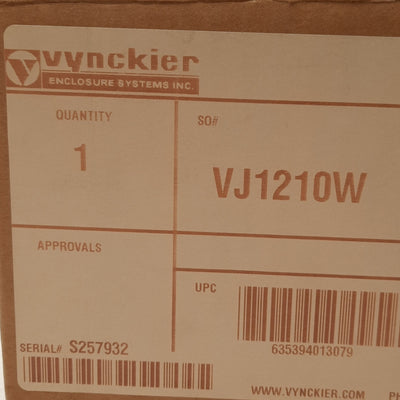 vynckier
ENCLOSURE SYSTEMS INC.
QUANTITY
1
SO#
VJ1210W
APPROVALS
UPC
635394013079
SERIAL# S257932
WWW.VYNCKIER.COM